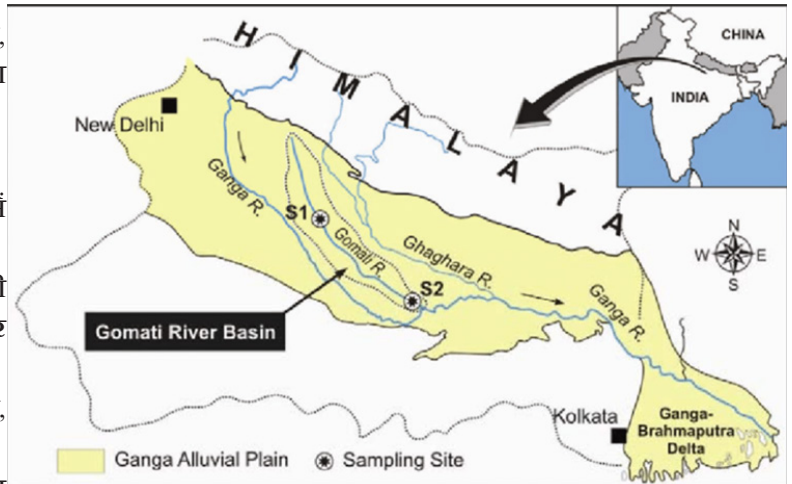 HIMALAYA
CHINA
INDIA
New Delhi
Ganga R.
S1
Gomati R.
Ghaghara R.
N
W E
S
S2
Ganga R.
Gomati River Basin
Kolkata
Ganga-
Brahmaputra
Delta
Ganga Alluvial Plain
Sampling Site